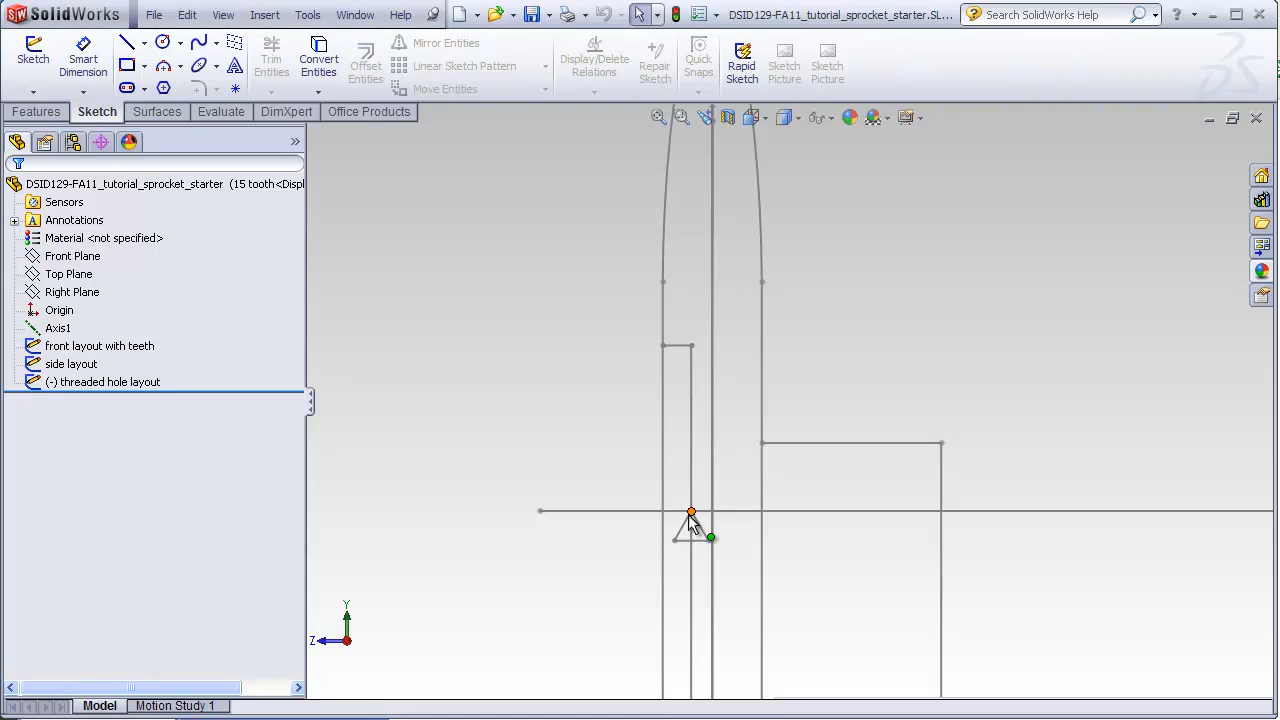 SolidWorks File Edit View Insert Tools Window Help DSID129-FA11_tutorial_sprocket_starter.SL... Search SolidWorks Help
Sketch Smart Dimension Trim Entities Convert Entities Offset Entities Mirror Entities Linear Sketch Pattern Move Entities Display/Delete Relations Repair Sketch Quick Snaps Rapid Sketch Sketch Picture Sketch Picture
Features Sketch Surfaces Evaluate DimXpert Office Products
DSID129-FA11_tutorial_sprocket_starter (15 tooth<Displ
Sensors
Annotations
Material <not specified>
Front Plane
Top Plane
Right Plane
Origin
Axis1
front layout with teeth
side layout
(-) threaded hole layout
Y
Z
Model Motion Study 1